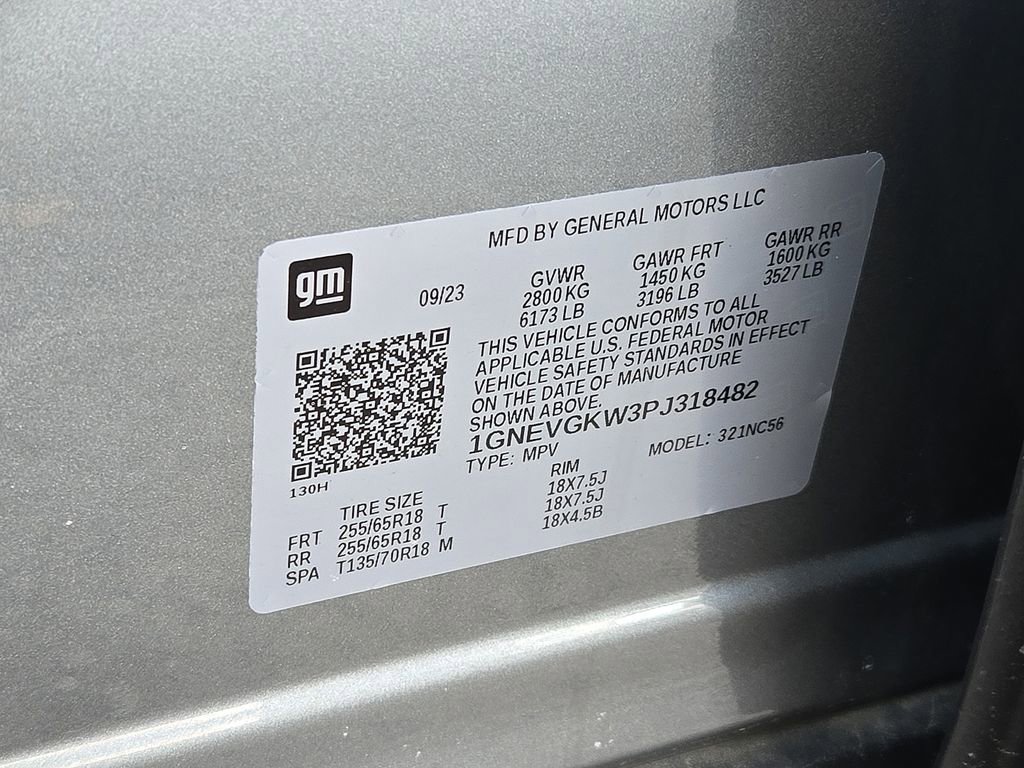 MFD BY GENERAL MOTORS LLC
gm
09/23
GVWR GAWR FRT GAWR RR
2800 KG 1450 KG 1600 KG
6173 LB 3196 LB 3527 LB
THIS VEHICLE CONFORMS TO ALL
APPLICABLE U.S. FEDERAL MOTOR
VEHICLE SAFETY STANDARDS IN EFFECT
ON THE DATE OF MANUFACTURE
SHOWN ABOVE.
1GNEVGKW3PJ318482
TYPE: MPV MODEL: 321NC56
130H
TIRE SIZE RIM
FRT 255/65R18 T 18X7.5J
RR 255/65R18 T 18X7.5J
SPA T135/70R18 M 18X4.5B